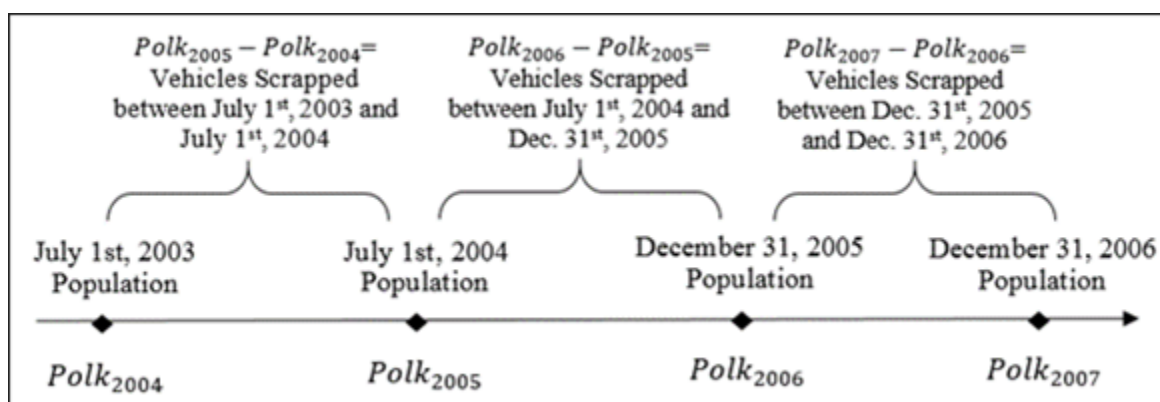 Polk₂₀₀₅ − Polk₂₀₀₄=
Vehicles Scrapped
between July 1ˢᵗ, 2003 and
July 1ˢᵗ, 2004
Polk₂₀₀₆ − Polk₂₀₀₅=
Vehicles Scrapped
between July 1ˢᵗ, 2004 and
Dec. 31ˢᵗ, 2005
Polk₂₀₀₇ − Polk₂₀₀₆=
Vehicles Scrapped
between Dec. 31ˢᵗ, 2005
and Dec. 31ˢᵗ, 2006
July 1st, 2003
Population
July 1st, 2004
Population
December 31, 2005
Population
December 31, 2006
Population
Polk₂₀₀₄
Polk₂₀₀₅
Polk₂₀₀₆
Polk₂₀₀₇